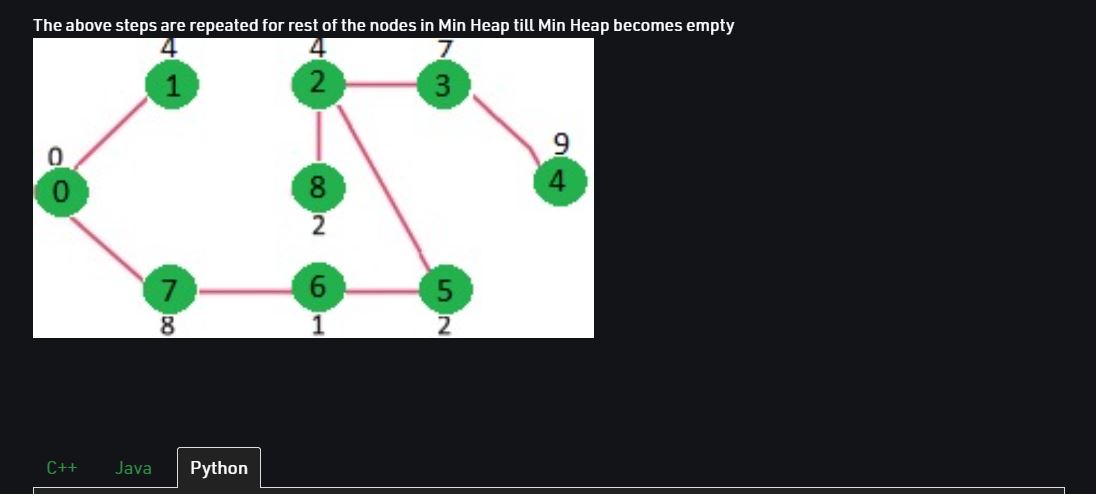 The above steps are repeated for rest of the nodes in Min Heap till Min Heap becomes empty
4 4 7
1 2 3
0 9
0 8 4
2
7 6 5
8 1 2
C++ Java Python